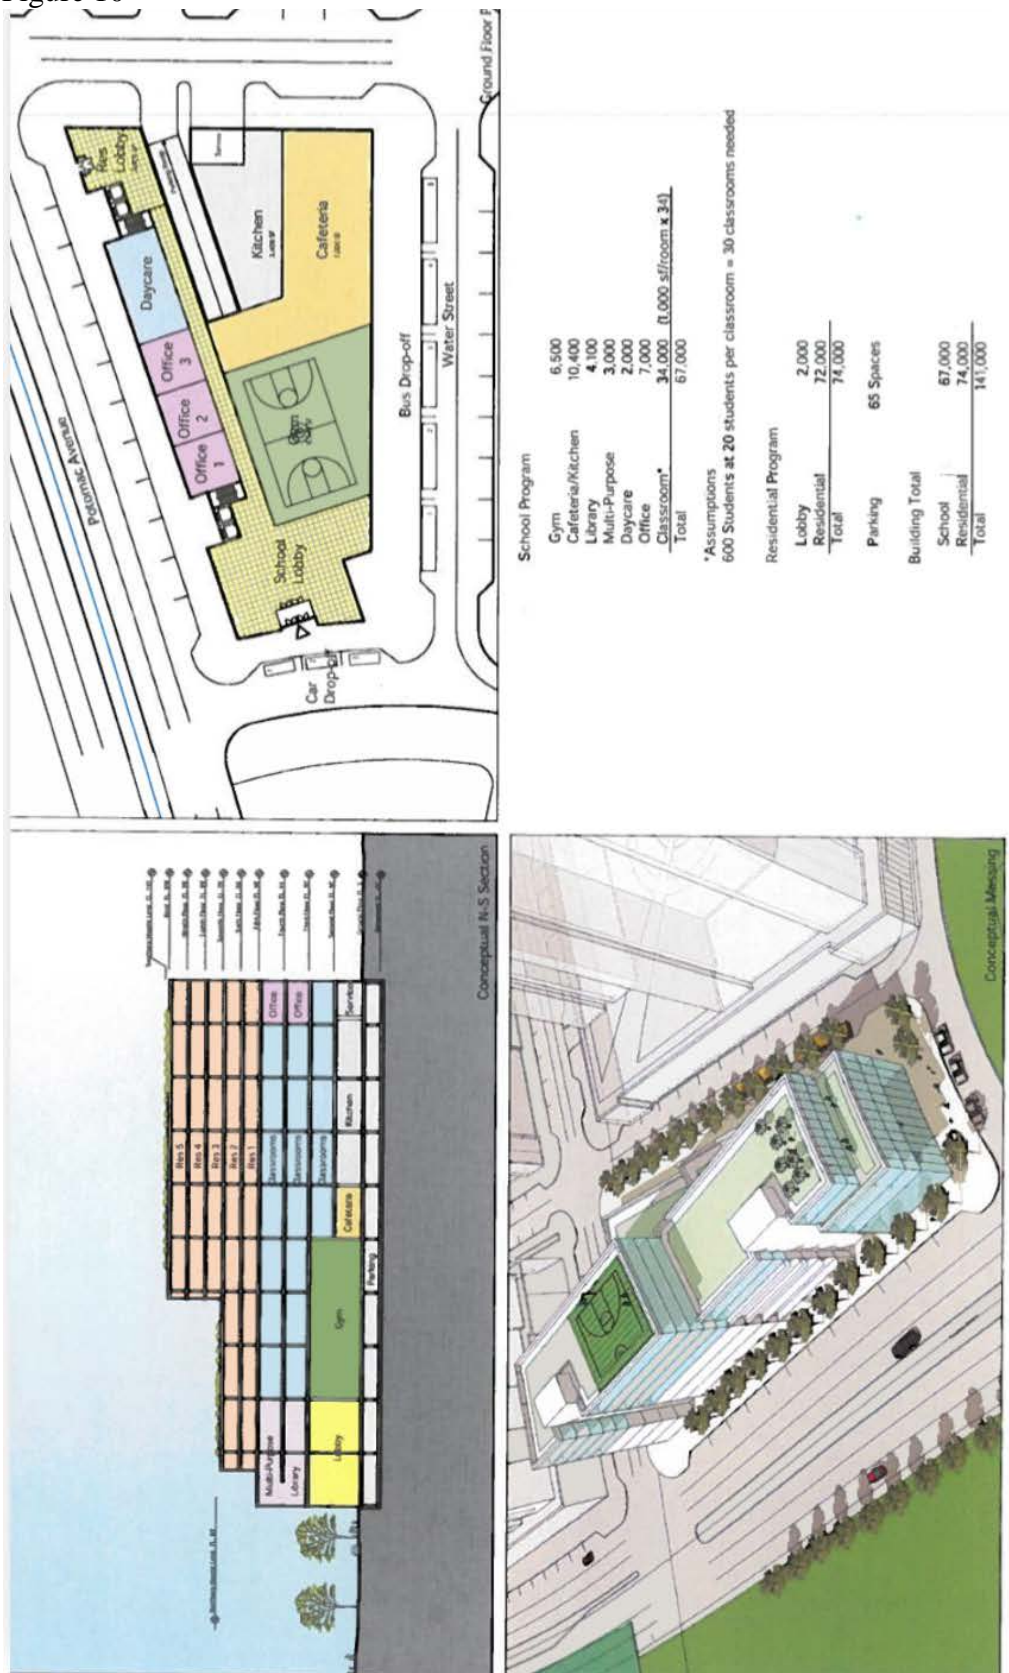 Figure 10
Ground Floor P
Potomac Avenue
Res
Lobby
Daycare
Office
3
Office
2
Office
1
School
Lobby
Kitchen
Cafeteria
Gym
Car
Drop-off
Bus Drop-off
Water Street
School Program
Gym 6,500
Cafeteria/Kitchen 10,400
Library 4,100
Multi-Purpose 3,000
Daycare 2,000
Office 7,000
Classroom* 34,000 (1,000 sf/room x 34)
Total 67,000
*Assumptions
600 Students at 20 students per classroom = 30 classrooms needed
Residential Program
Lobby 2,000
Residential 72,000
Total 74,000
Parking 65 Spaces
Building Total
School 67,000
Residential 74,000
Total 141,000
Conceptual N-S Section
Res 5
Res 4
Res 3
Res 2
Res 1
Multi-Purpose
Library
Classrooms
Classrooms
Classrooms
Office
Office
Lobby
Gym
Cafeteria
Kitchen
Service
Parking
Conceptual Messing